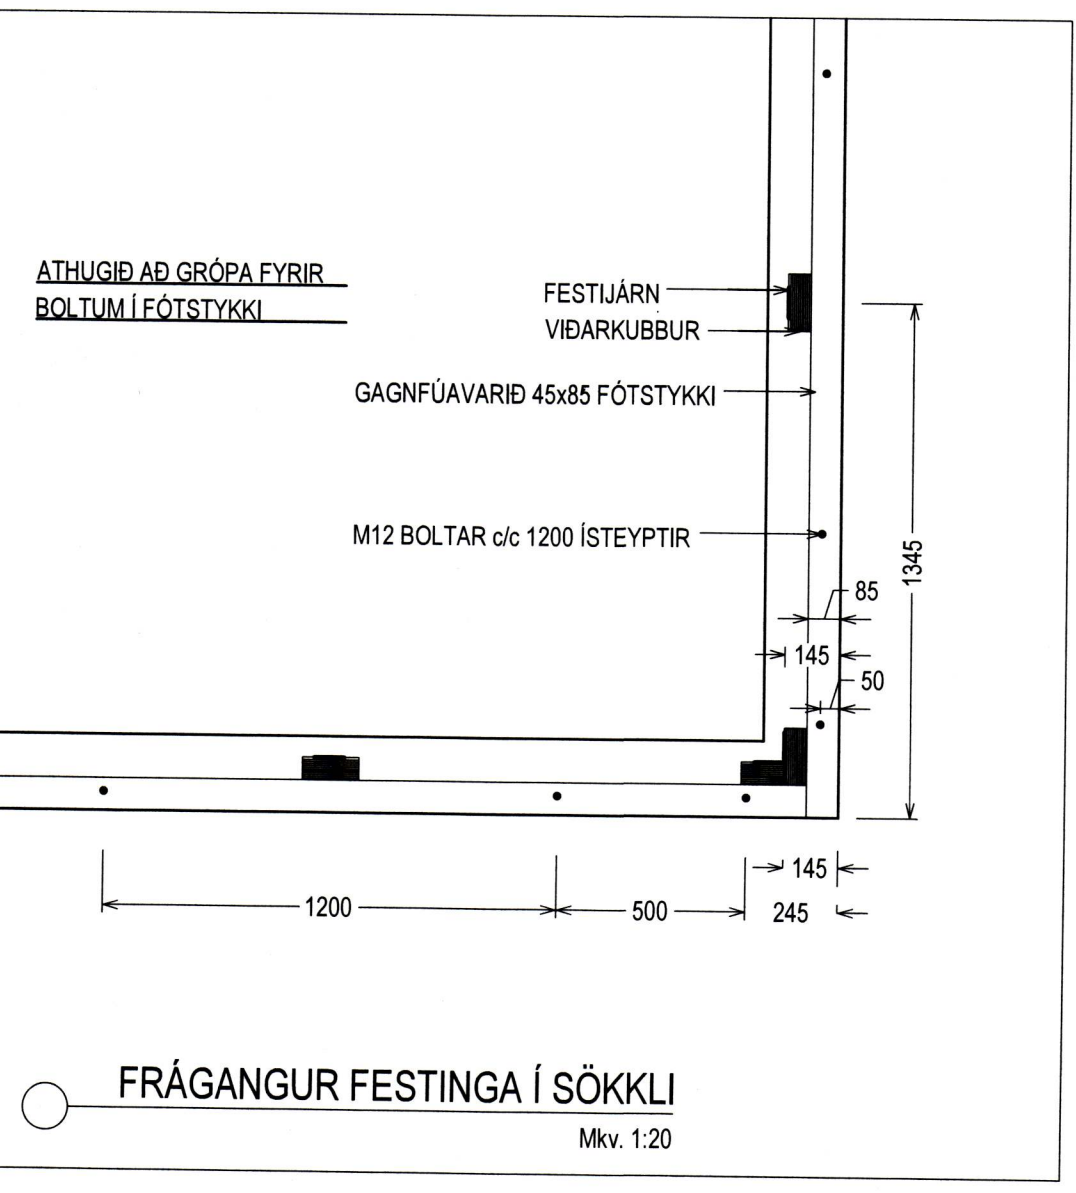 ATHUGIÐ AÐ GRÓPA FYRIR
BOLTUM Í FÓTSTYKKI
FESTIJÁRN
VIÐARKUBBUR
GAGNFÚAVARIÐ 45x85 FÓTSTYKKI
M12 BOLTAR c/c 1200 ÍSTEYPTIR
1345
85
145
50
145
1200
500
245
FRÁGANGUR FESTINGA Í SÖKKLI
Mkv. 1:20